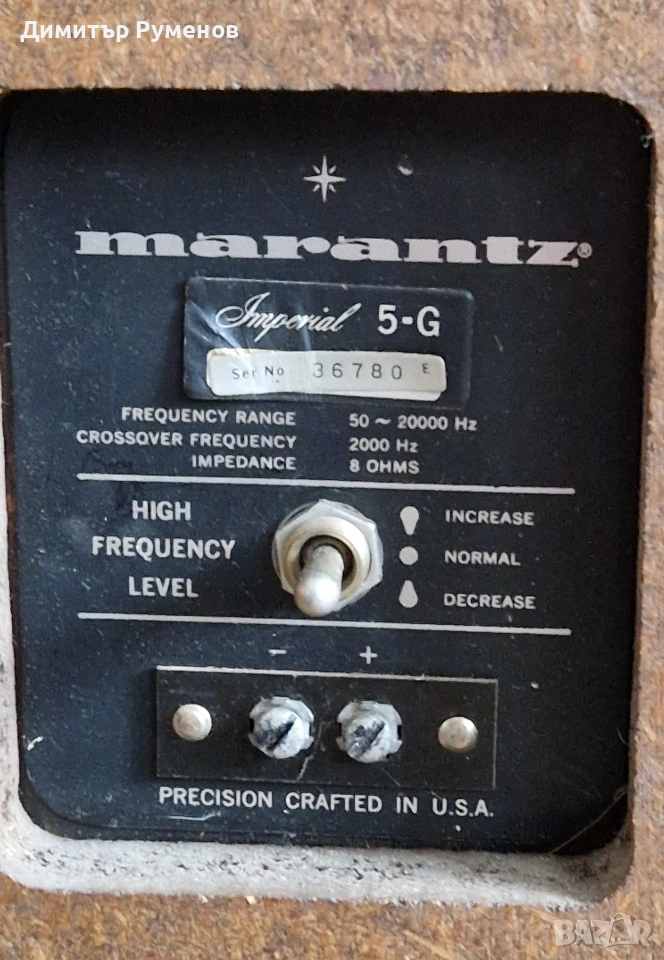 Димитър Руменов
marantz®
Imperial 5-G
Ser. No 36780 E
FREQUENCY RANGE 50 ~ 20000 Hz
CROSSOVER FREQUENCY 2000 Hz
IMPEDANCE 8 OHMS
HIGH FREQUENCY LEVEL
INCREASE
NORMAL
DECREASE
- +
PRECISION CRAFTED IN U.S.A.
BAZAR